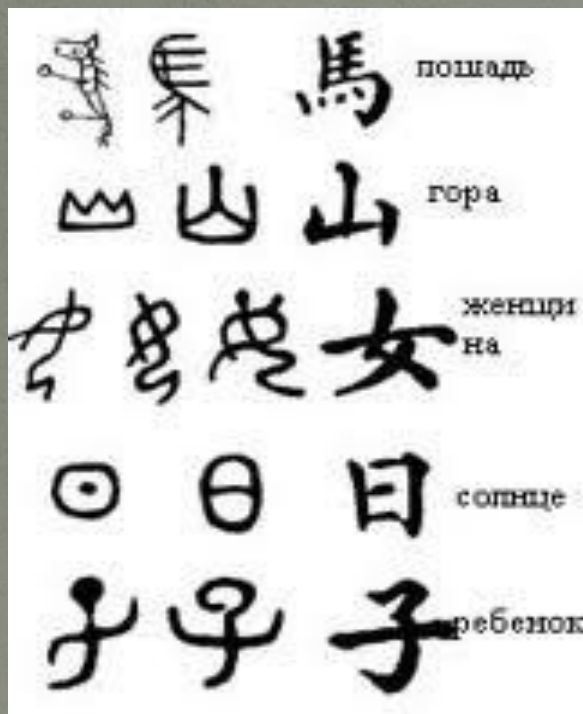 馬 лошадь
山 гора
女 женщи
на
日 солнце
子 ребенок